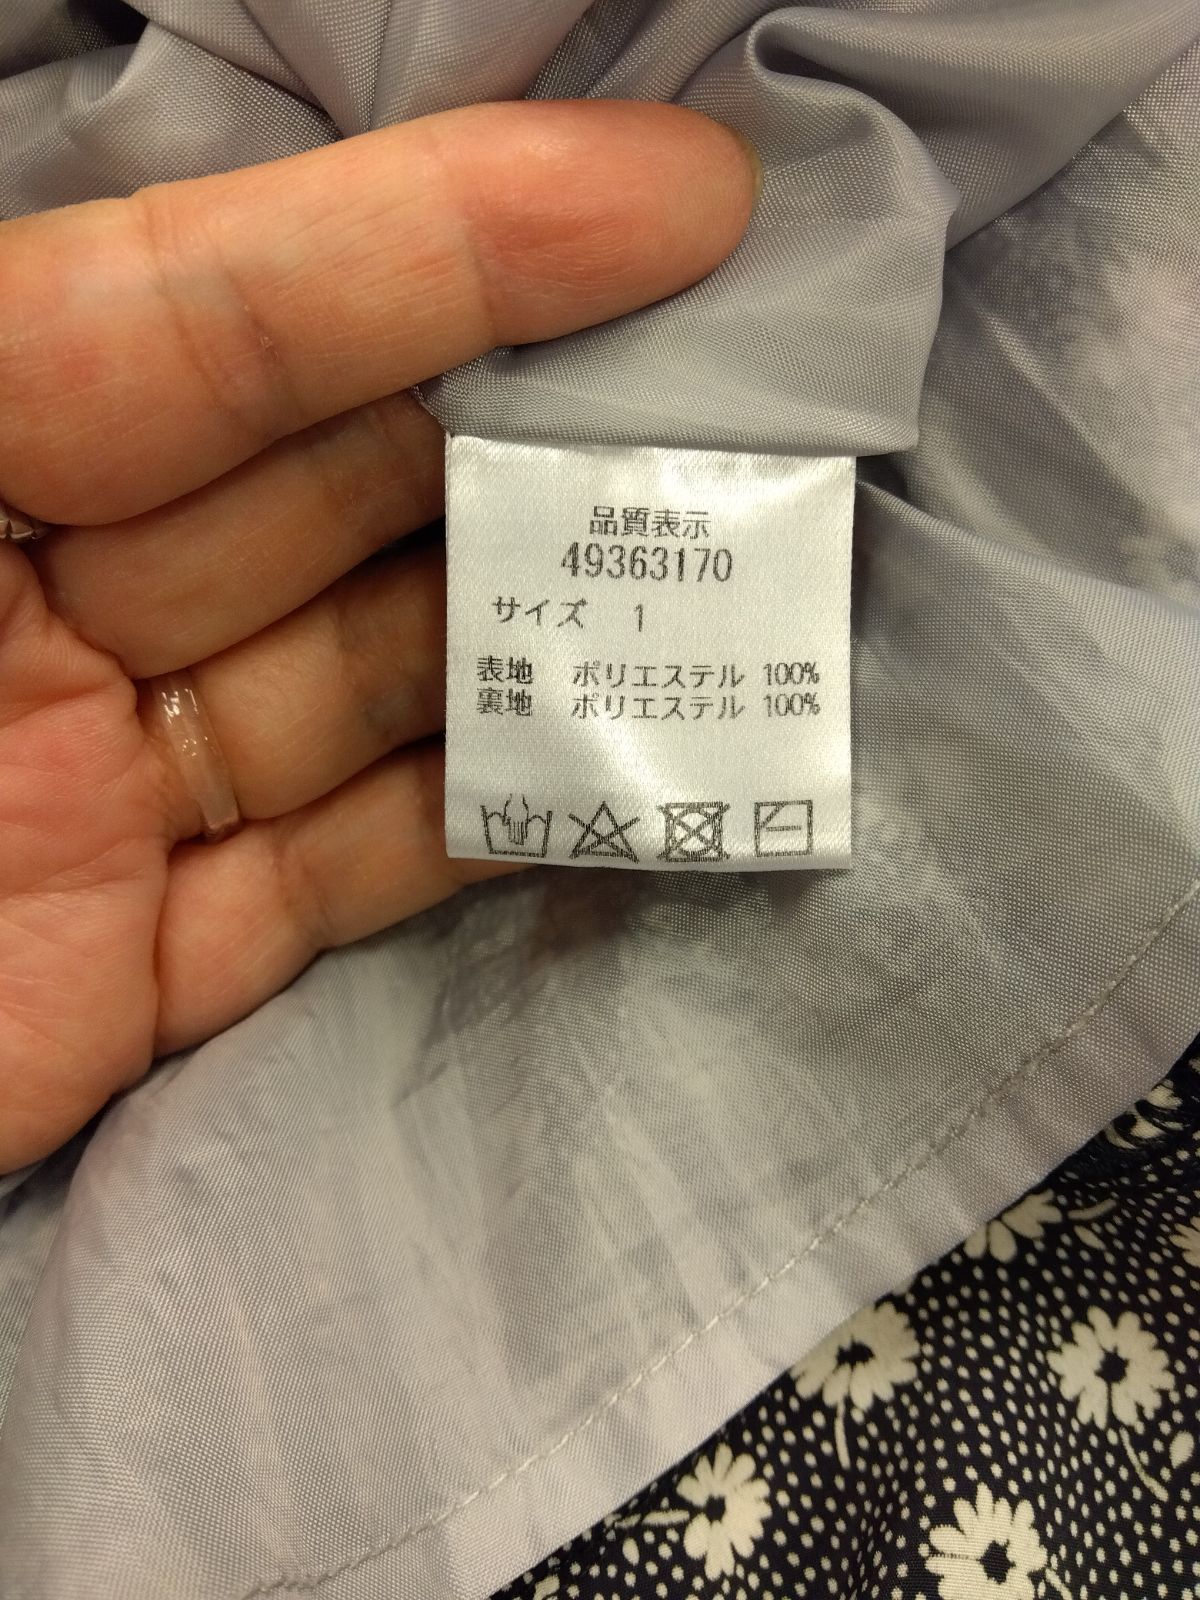 品質表示
49363170
サイズ 1
表地 ポリエステル 100%
裏地 ポリエステル 100%